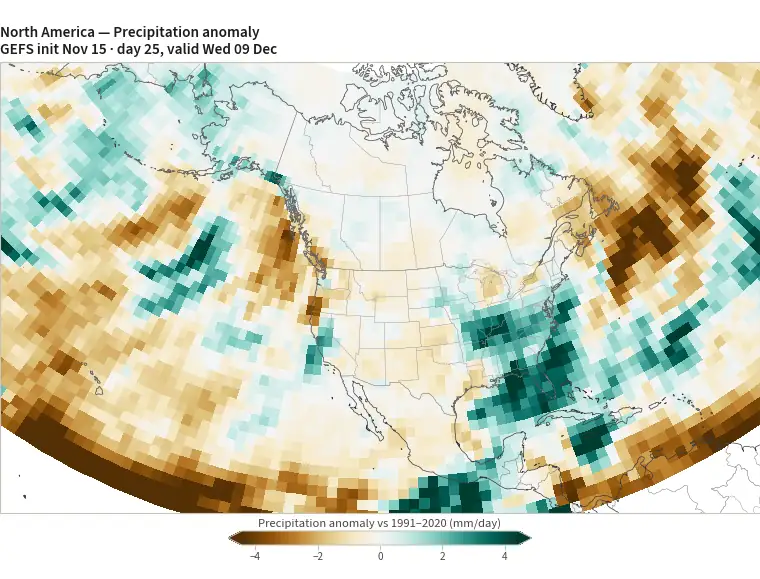 North America — Precipitation anomaly
GEFS init Nov 15 · day 25, valid Wed 09 Dec
Precipitation anomaly vs 1991–2020 (mm/day)
−4 −2 0 2 4